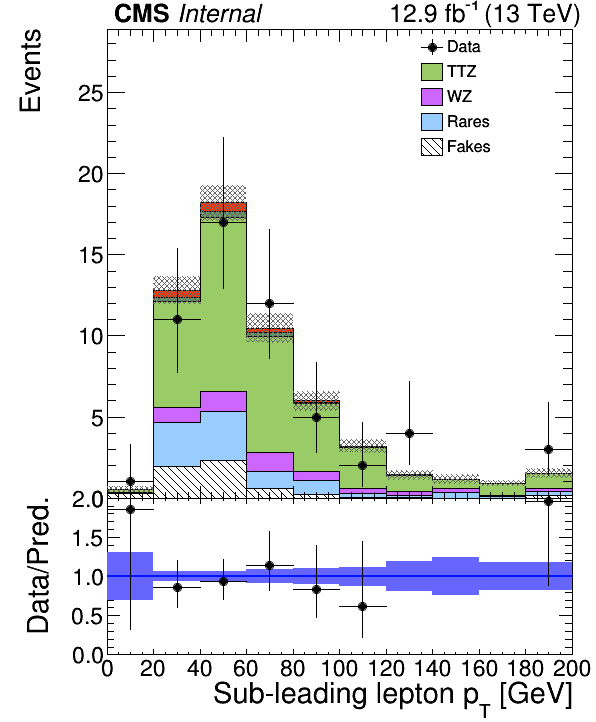 CMS Internal 12.9 fb⁻¹ (13 TeV)
Events
Data
TTZ
WZ
Rares
Fakes
25
20
15
10
5
Data/Pred.
2.0
1.5
1.0
0.5
0.0
0 20 40 60 80 100 120 140 160 180 200
Sub-leading lepton p_T [GeV]